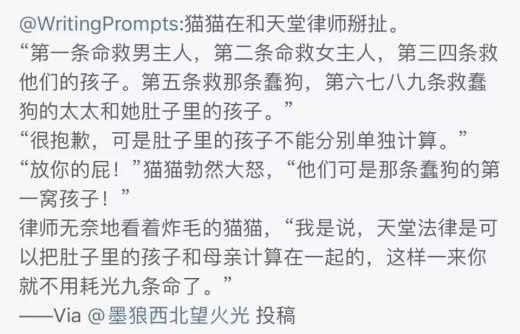 @WritingPrompts:猫猫在和天堂律师掰扯。
“第一条命救男主人，第二条命救女主人，第三四条救
他们的孩子。第五条救那条蠢狗，第六七八九条救蠢
狗的太太和她肚子里的孩子。”
“很抱歉，可是肚子里的孩子不能分别单独计算。”
“放你的屁！”猫猫勃然大怒，“他们可是那条蠢狗的第
一窝孩子！”
律师无奈地看着炸毛的猫猫，“我是说，天堂法律是可
以把肚子里的孩子和母亲计算在一起的，这样一来你
就不用耗光九条命了。”
——Via @墨狼西北望火光 投稿